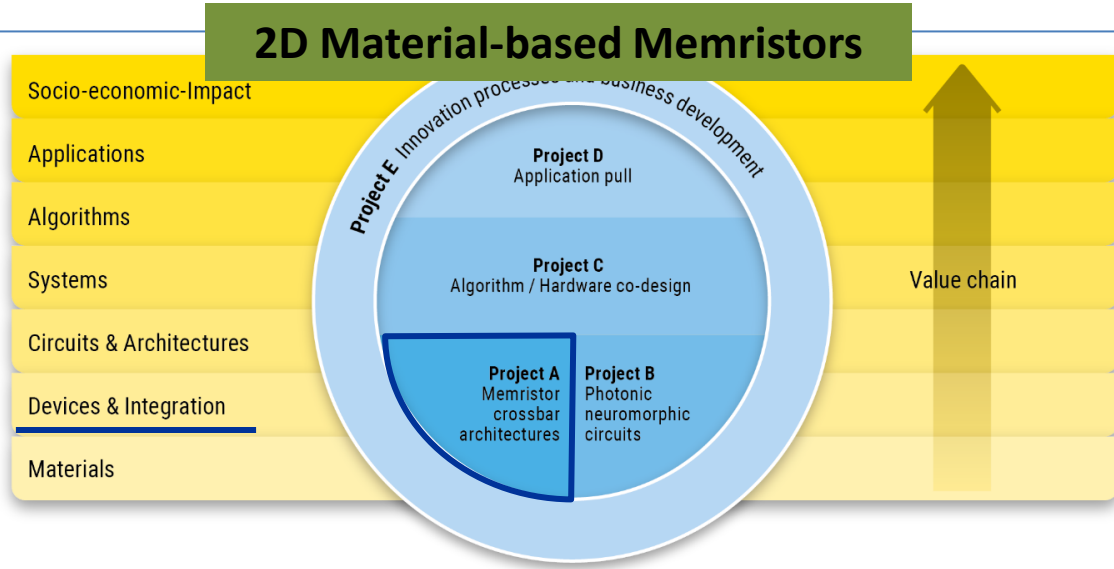 2D Material-based Memristors
Socio-economic-Impact
Applications
Algorithms
Systems
Circuits & Architectures
Devices & Integration
Materials
Project E Innovation processes and business development
Project D
Application pull
Project C
Algorithm / Hardware co-design
Project A
Memristor
crossbar
architectures
Project B
Photonic
neuromorphic
circuits
Value chain